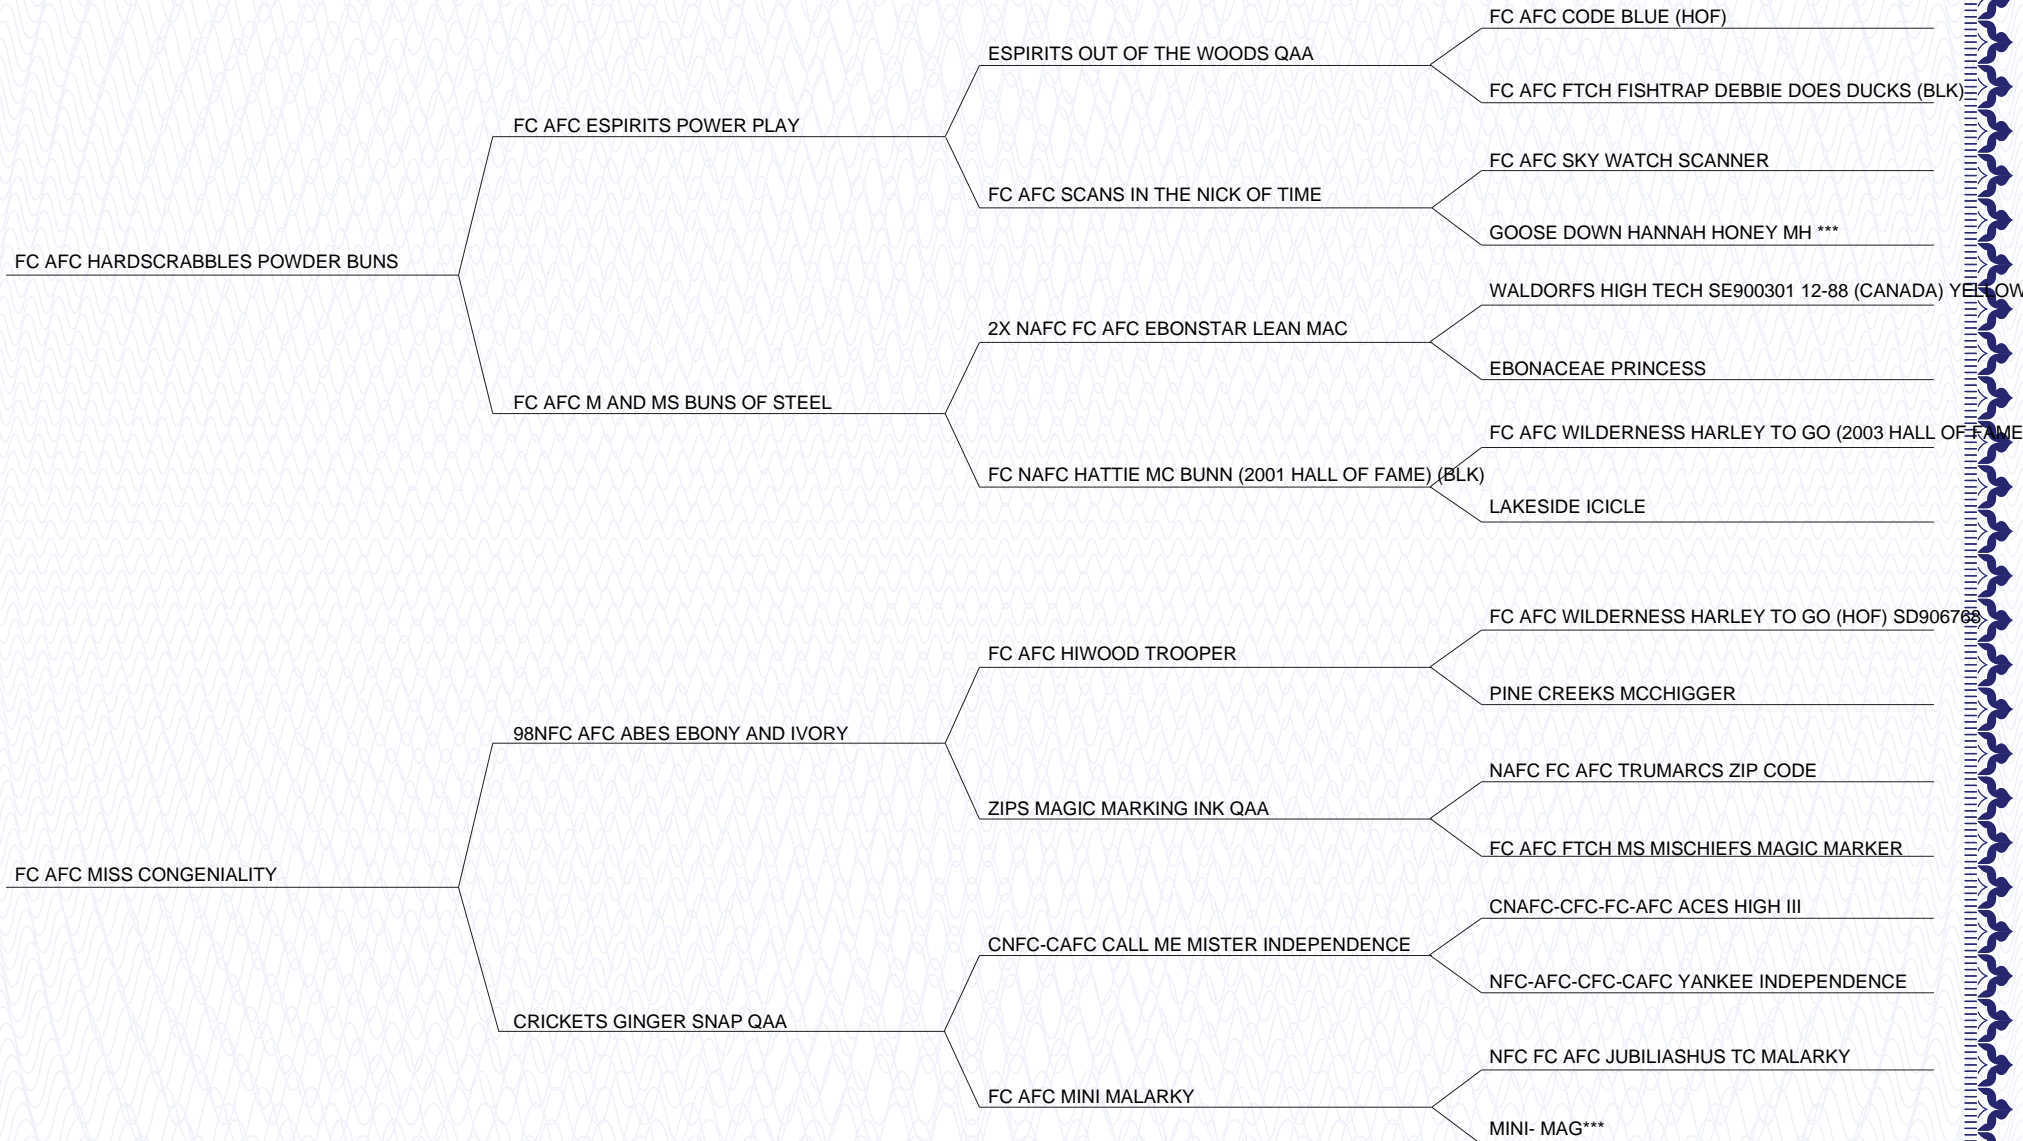 FC AFC CODE BLUE (HOF)
ESPIRITS OUT OF THE WOODS QAA
FC AFC FTCH FISHTRAP DEBBIE DOES DUCKS (BLK)
FC AFC ESPIRITS POWER PLAY
FC AFC SKY WATCH SCANNER
FC AFC SCANS IN THE NICK OF TIME
GOOSE DOWN HANNAH HONEY MH ***
FC AFC HARDSCRABBLES POWDER BUNS
WALDORFS HIGH TECH SE900301 12-88 (CANADA) YELLOW
2X NAFC FC AFC EBONSTAR LEAN MAC
EBONACEAE PRINCESS
FC AFC M AND MS BUNS OF STEEL
FC AFC WILDERNESS HARLEY TO GO (2003 HALL OF FAME
FC NAFC HATTIE MC BUNN (2001 HALL OF FAME) (BLK)
LAKESIDE ICICLE
FC AFC WILDERNESS HARLEY TO GO (HOF) SD906768
FC AFC HIWOOD TROOPER
PINE CREEKS MCCHIGGER
98NFC AFC ABES EBONY AND IVORY
NAFC FC AFC TRUMARCS ZIP CODE
ZIPS MAGIC MARKING INK QAA
FC AFC FTCH MS MISCHIEFS MAGIC MARKER
FC AFC MISS CONGENIALITY
CNAFC-CFC-FC-AFC ACES HIGH III
CNFC-CAFC CALL ME MISTER INDEPENDENCE
NFC-AFC-CFC-CAFC YANKEE INDEPENDENCE
CRICKETS GINGER SNAP QAA
NFC FC AFC JUBILIASHUS TC MALARKY
FC AFC MINI MALARKY
MINI- MAG***